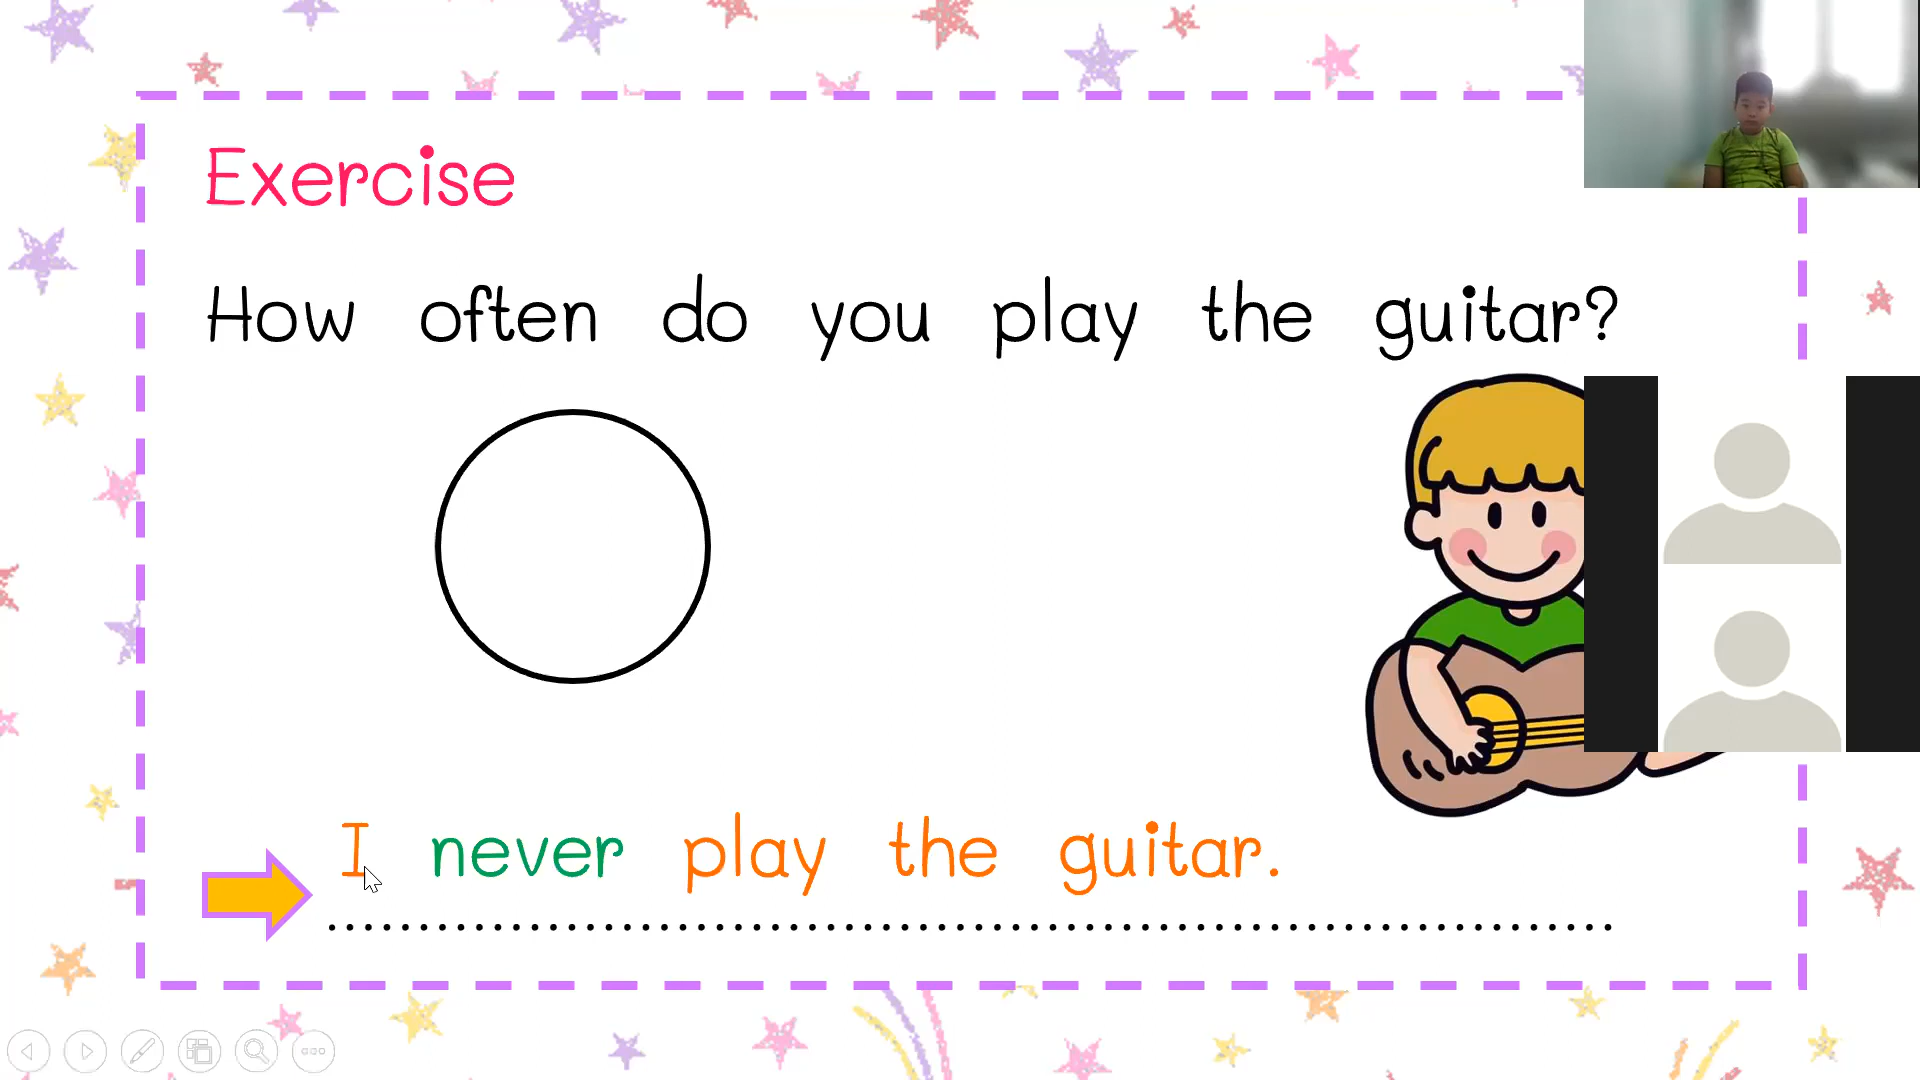 Exercise
How often do you play the guitar?
I never play the guitar.